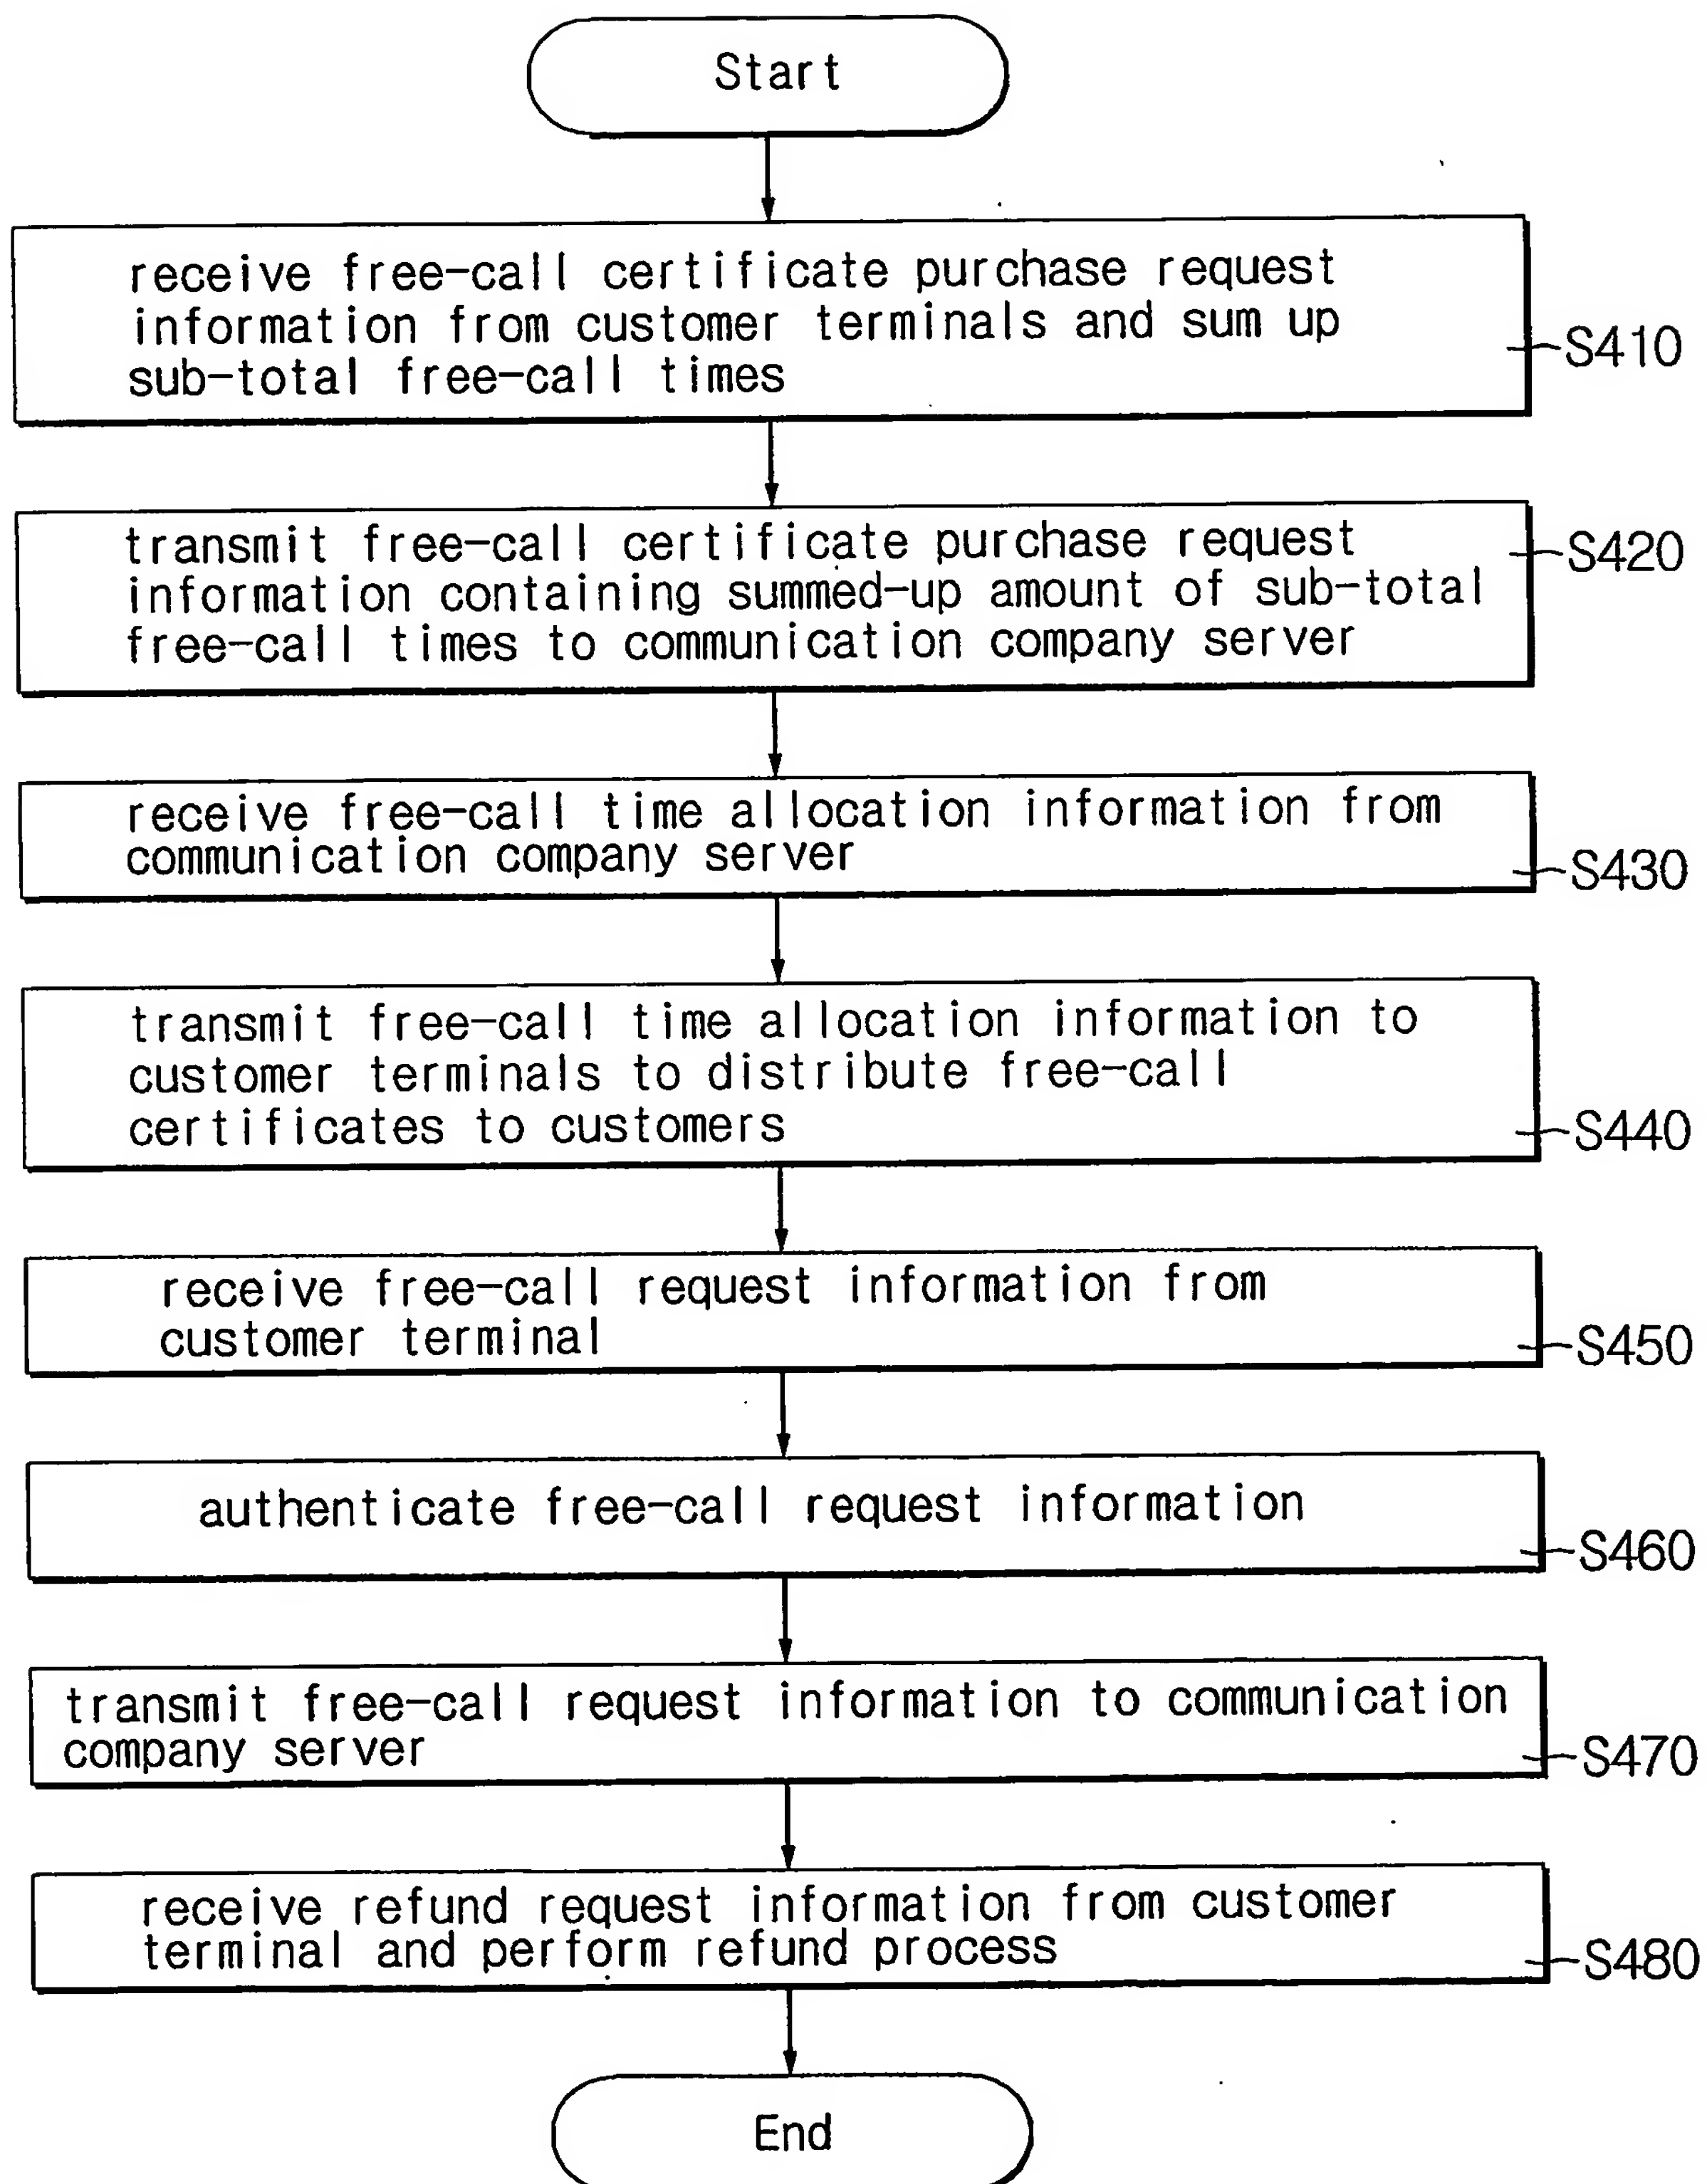 Start
receive free-call certificate purchase request
information from customer terminals and sum up
sub-total free-call times
S410
transmit free-call certificate purchase request
information containing summed-up amount of sub-total
free-call times to communication company server
S420
receive free-call time allocation information from
communication company server
S430
transmit free-call time allocation information to
customer terminals to distribute free-call
certificates to customers
S440
receive free-call request information from
customer terminal
S450
authenticate free-call request information
S460
transmit free-call request information to communication
company server
S470
receive refund request information from customer
terminal and perform refund process
S480
End